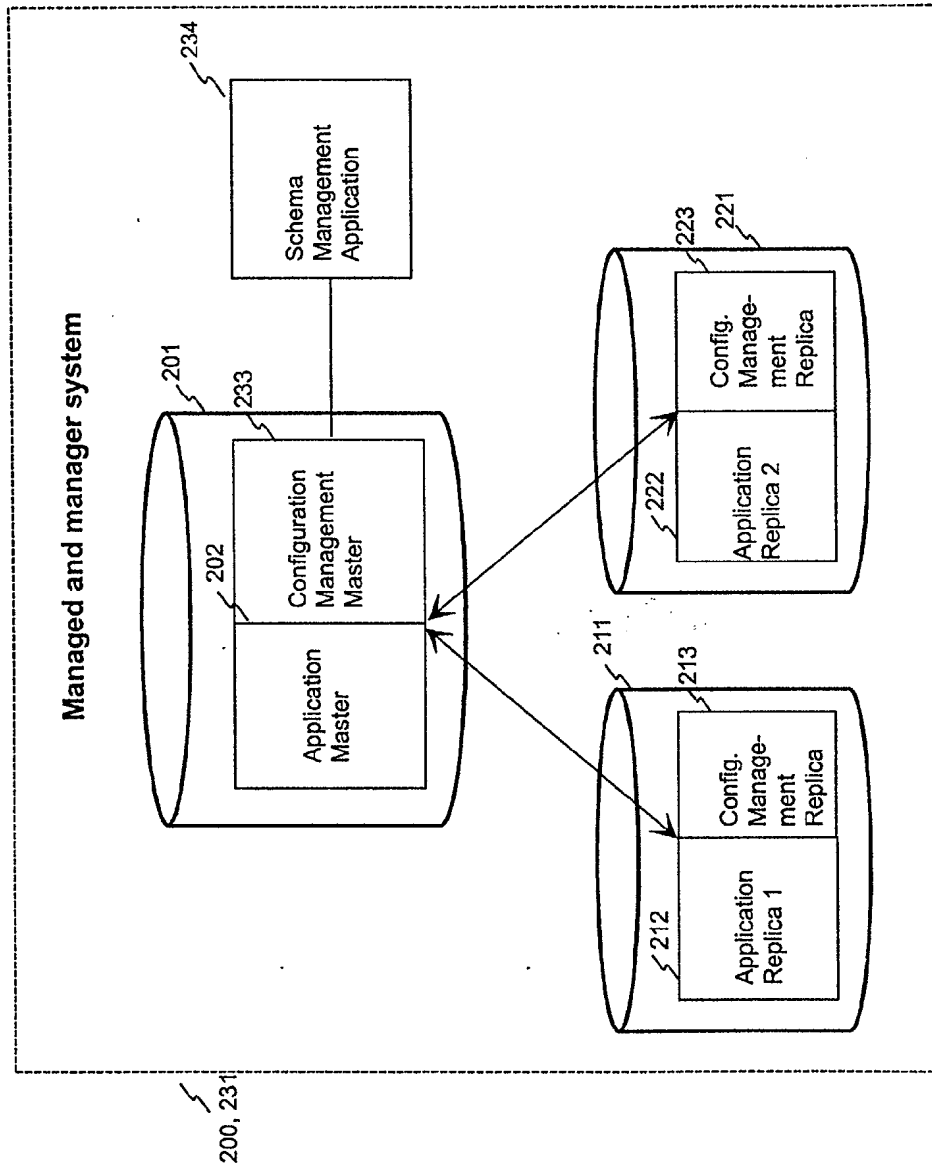 Managed and manager system
201
233
234
202
Application
Master
Configuration
Management
Master
Schema
Management
Application
211
213
212
Application
Replica 1
Config.
Manage-
ment
Replica
223
221
222
Application
Replica 2
Config.
Manage-
ment
Replica
200, 231